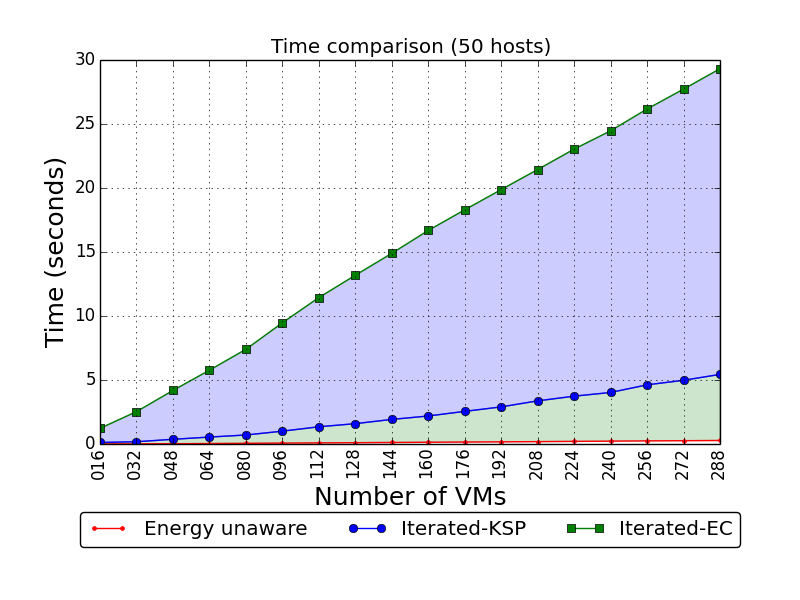 Time comparison (50 hosts)
30
25
20
15
10
5
0
Time (seconds)
016 032 048 064 080 096 112 128 144 160 176 192 208 224 240 256 272 288
Number of VMs
Energy unaware Iterated-KSP Iterated-EC